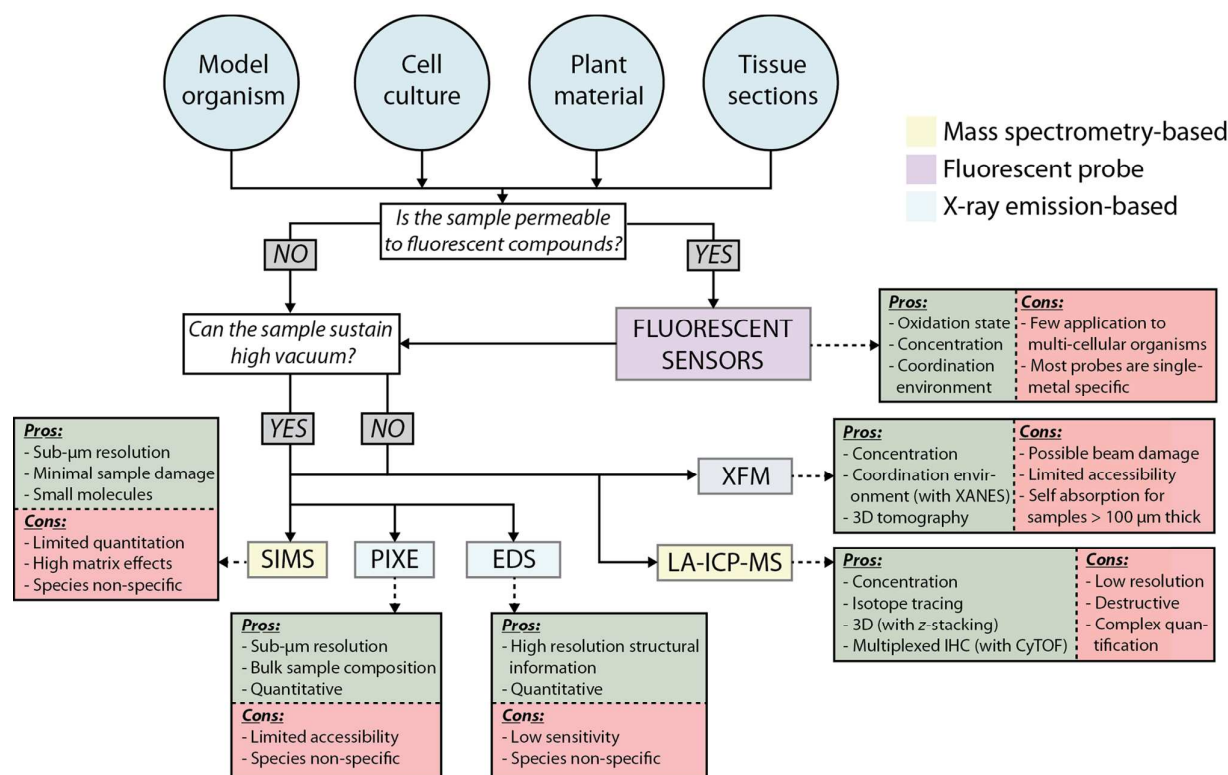 Model
organism
Cell
culture
Plant
material
Tissue
sections
Mass spectrometry-based
Fluorescent probe
X-ray emission-based
Is the sample permeable
to fluorescent compounds?
NO
YES
Can the sample sustain
high vacuum?
FLUORESCENT
SENSORS
Pros:
- Oxidation state
- Concentration
- Coordination
environment
Cons:
- Few application to
multi-cellular organisms
- Most probes are single-
metal specific
YES
NO
Pros:
- Sub-μm resolution
- Minimal sample damage
- Small molecules
Cons:
- Limited quantitation
- High matrix effects
- Species non-specific
XFM
Pros:
- Concentration
- Coordination envir-
onment (with XANES)
- 3D tomography
Cons:
- Possible beam damage
- Limited accessibility
- Self absorption for
samples > 100 μm thick
SIMS
PIXE
EDS
LA-ICP-MS
Pros:
- Concentration
- Isotope tracing
- 3D (with z-stacking)
- Multiplexed IHC (with CyTOF)
Cons:
- Low resolution
- Destructive
- Complex quan-
tification
Pros:
- Sub-μm resolution
- Bulk sample composition
- Quantitative
Cons:
- Limited accessibility
- Species non-specific
Pros:
- High resolution structural
information
- Quantitative
Cons:
- Low sensitivity
- Species non-specific